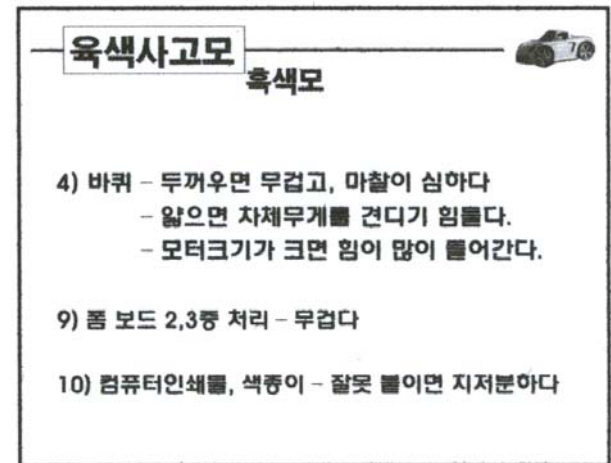 육색사고모
흑색모
4) 바퀴 – 두꺼우면 무겁고, 마찰이 심하다
– 얇으면 차체무게를 견디기 힘들다.
– 모터크기가 크면 힘이 많이 들어간다.
9) 폼 보드 2,3중 처리 – 무겁다
10) 컴퓨터인쇄물, 색종이 – 잘못 붙이면 지저분하다